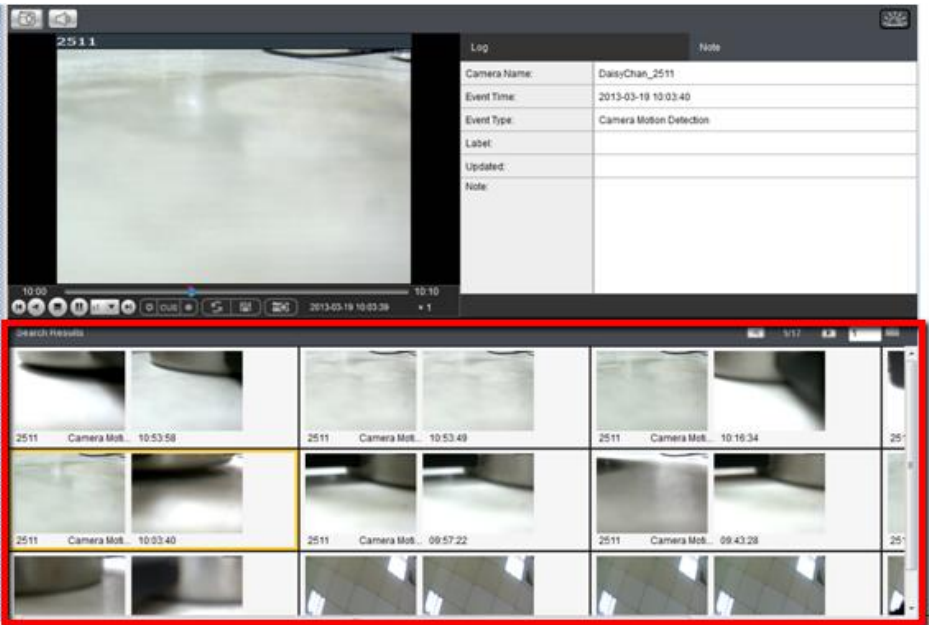 2511
Log Note
Camera Name: DaisyChan_2511
Event Time: 2013-03-19 10:03:40
Event Type: Camera Motion Detection
Label:
Updated:
Note:
10:00 10:10
CUE 2013-03-19 10:03:39 × 1
Search Results 1/17 1
2511 Camera Moti... 10:53:58
2511 Camera Moti... 10:53:49
2511 Camera Moti... 10:16:34
2511 Camera Moti... 10:03:40
2511 Camera Moti... 09:57:22
2511 Camera Moti... 09:43:28